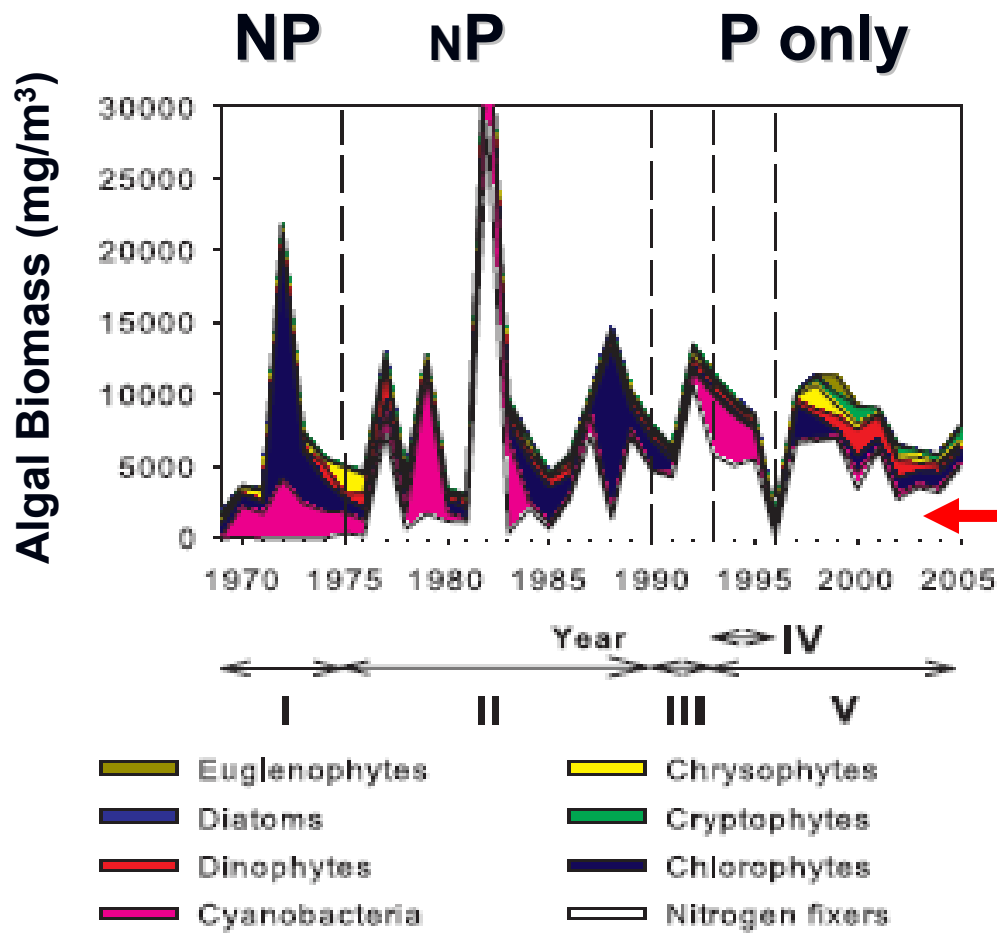 NP NP P only
Algal Biomass (mg/m³)
30000
25000
20000
15000
10000
5000
0
1970 1975 1980 1985 1990 1995 2000 2005
Year
IV
I II III V
Euglenophytes Chrysophytes
Diatoms Cryptophytes
Dinophytes Chlorophytes
Cyanobacteria Nitrogen fixers